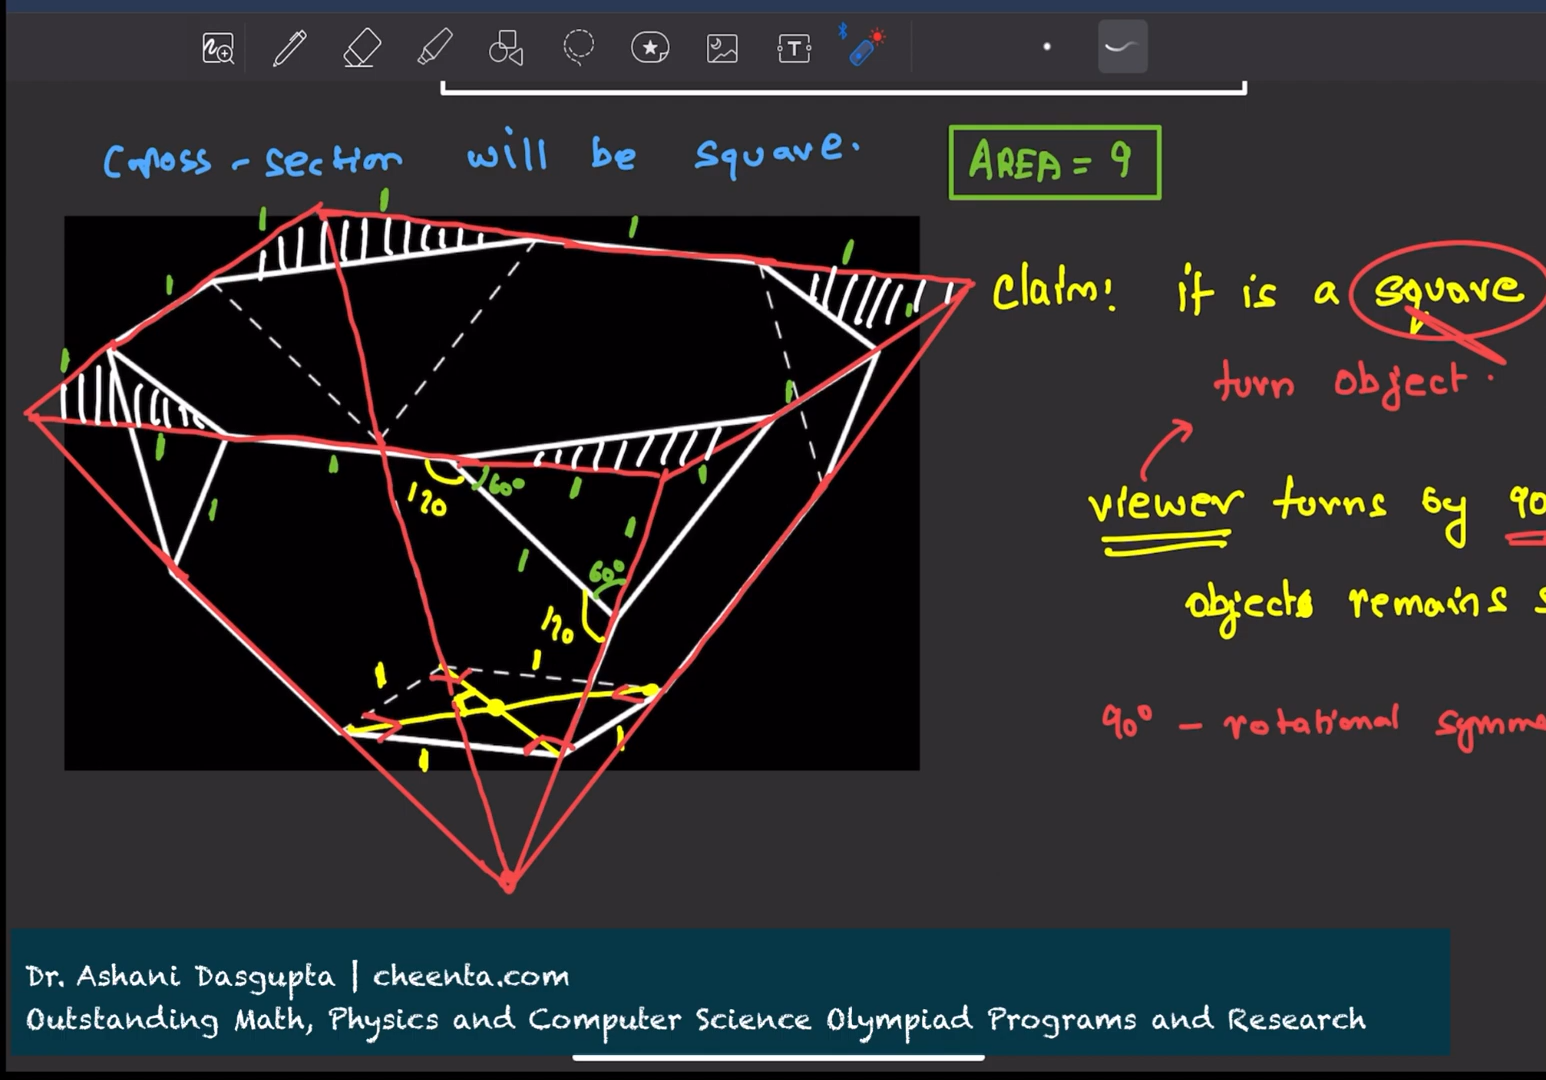 Cross-section will be square.
AREA = 9
Claim! it is a square
turn object.
viewer turns by 90
objects remains s
90° - rotational symme
120
60°
60°
120
Dr. Ashani Dasgupta | cheenta.com
Outstanding Math, Physics and Computer Science Olympiad Programs and Research